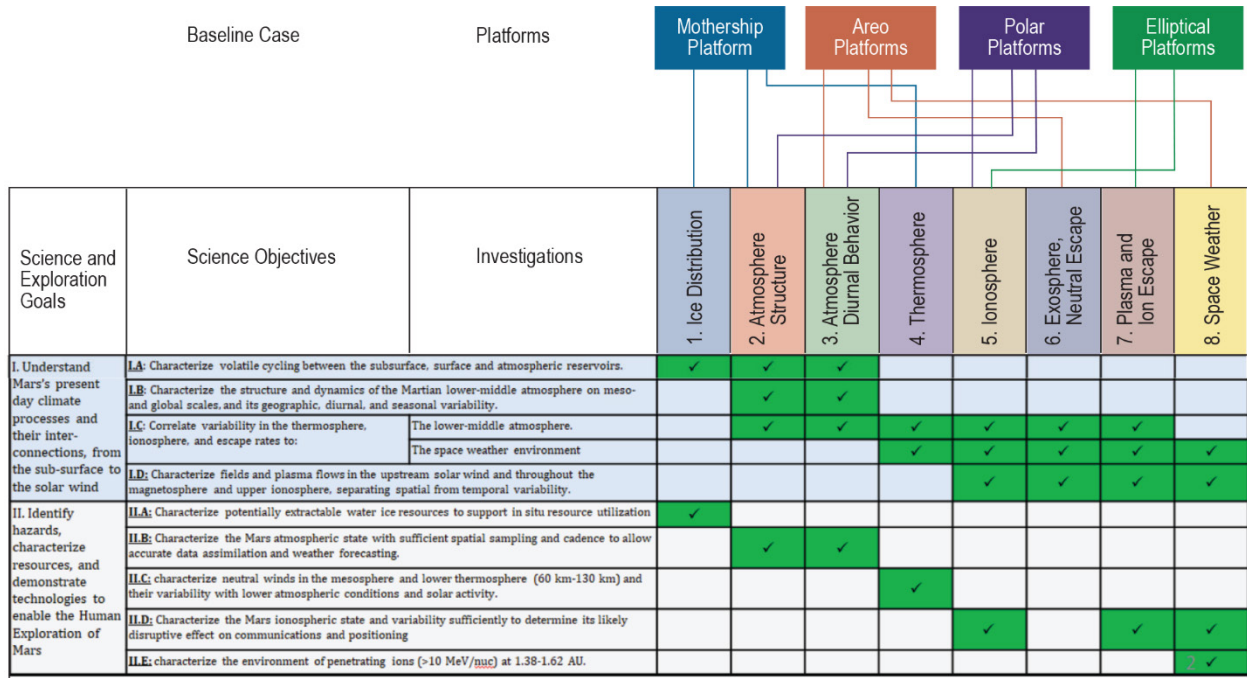 Baseline Case
Platforms
Mothership
Platform
Areo
Platforms
Polar
Platforms
Elliptical
Platforms
Science and
Exploration
Goals
Science Objectives
Investigations
1. Ice Distribution
2. Atmosphere
Structure
3. Atmosphere
Diurnal Behavior
4. Thermosphere
5. Ionosphere
6. Exosphere,
Neutral Escape
7. Plasma and
Ion Escape
8. Space Weather
I. Understand
Mars's present
day climate
processes and
their inter-
connections, from
the sub-surface to
the solar wind
I.A: Characterize volatile cycling between the subsurface, surface and atmospheric reservoirs.
✓ ✓ ✓
I.B: Characterize the structure and dynamics of the Martian lower-middle atmosphere on meso-
and global scales, and its geographic, diurnal, and seasonal variability.
✓ ✓
I.C: Correlate variability in the thermosphere,
ionosphere, and escape rates to:
The lower-middle atmosphere.
✓ ✓ ✓ ✓ ✓ ✓
The space weather environment
✓ ✓ ✓ ✓ ✓
I.D: Characterize fields and plasma flows in the upstream solar wind and throughout the
magnetosphere and upper ionosphere, separating spatial from temporal variability.
✓ ✓ ✓ ✓
II. Identify
hazards,
characterize
resources, and
demonstrate
technologies to
enable the Human
Exploration of
Mars
II.A: Characterize potentially extractable water ice resources to support in situ resource utilization
✓
II.B: Characterize the Mars atmospheric state with sufficient spatial sampling and cadence to allow
accurate data assimilation and weather forecasting.
✓ ✓
II.C: characterize neutral winds in the mesosphere and lower thermosphere (60 km-130 km) and
their variability with lower atmospheric conditions and solar activity.
✓
II.D: Characterize the Mars ionospheric state and variability sufficiently to determine its likely
disruptive effect on communications and positioning
✓ ✓ ✓
II.E: characterize the environment of penetrating ions (>10 MeV/nuc) at 1.38-1.62 AU.
2 ✓